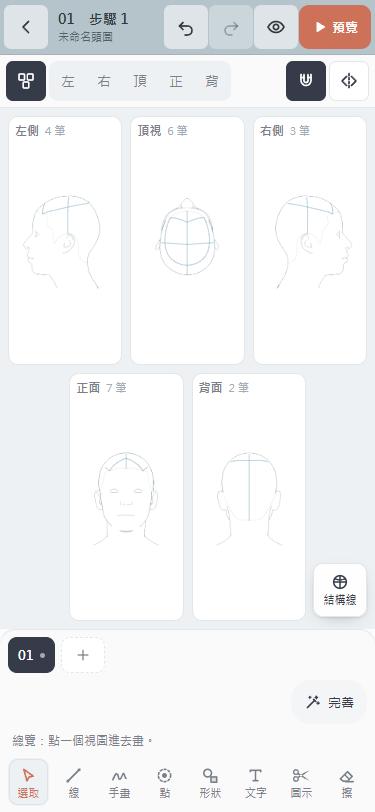 01 步驟 1
未命名頭圖
預覽
左 右 頂 正 背
左側 4 筆
頂視 6 筆
右側 3 筆
正面 7 筆
背面 2 筆
結構線
01
完善
總覽：點一個視圖進去畫。
選取 線 手畫 點 形狀 文字 圖示 擦